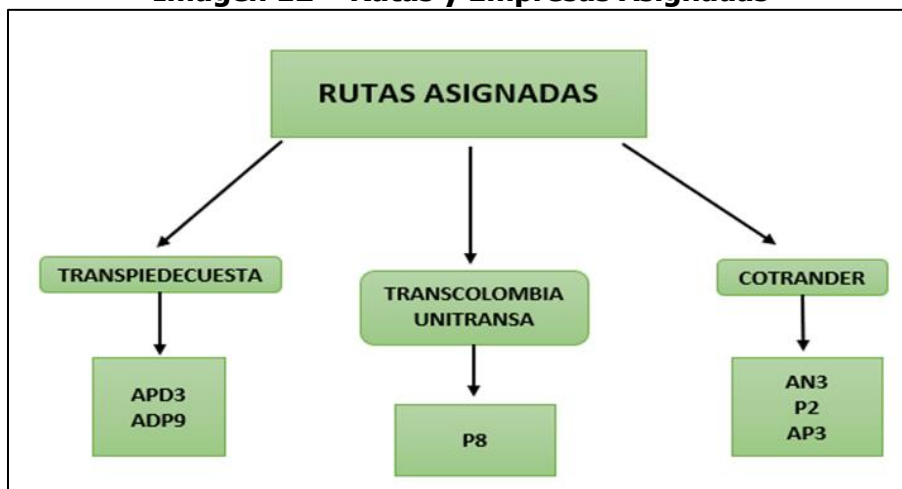 RUTAS ASIGNADAS
TRANSPIEDECUESTA
TRANSCOLOMBIA
UNITRANSA
COTRANDER
APD3
ADP9
P8
AN3
P2
AP3